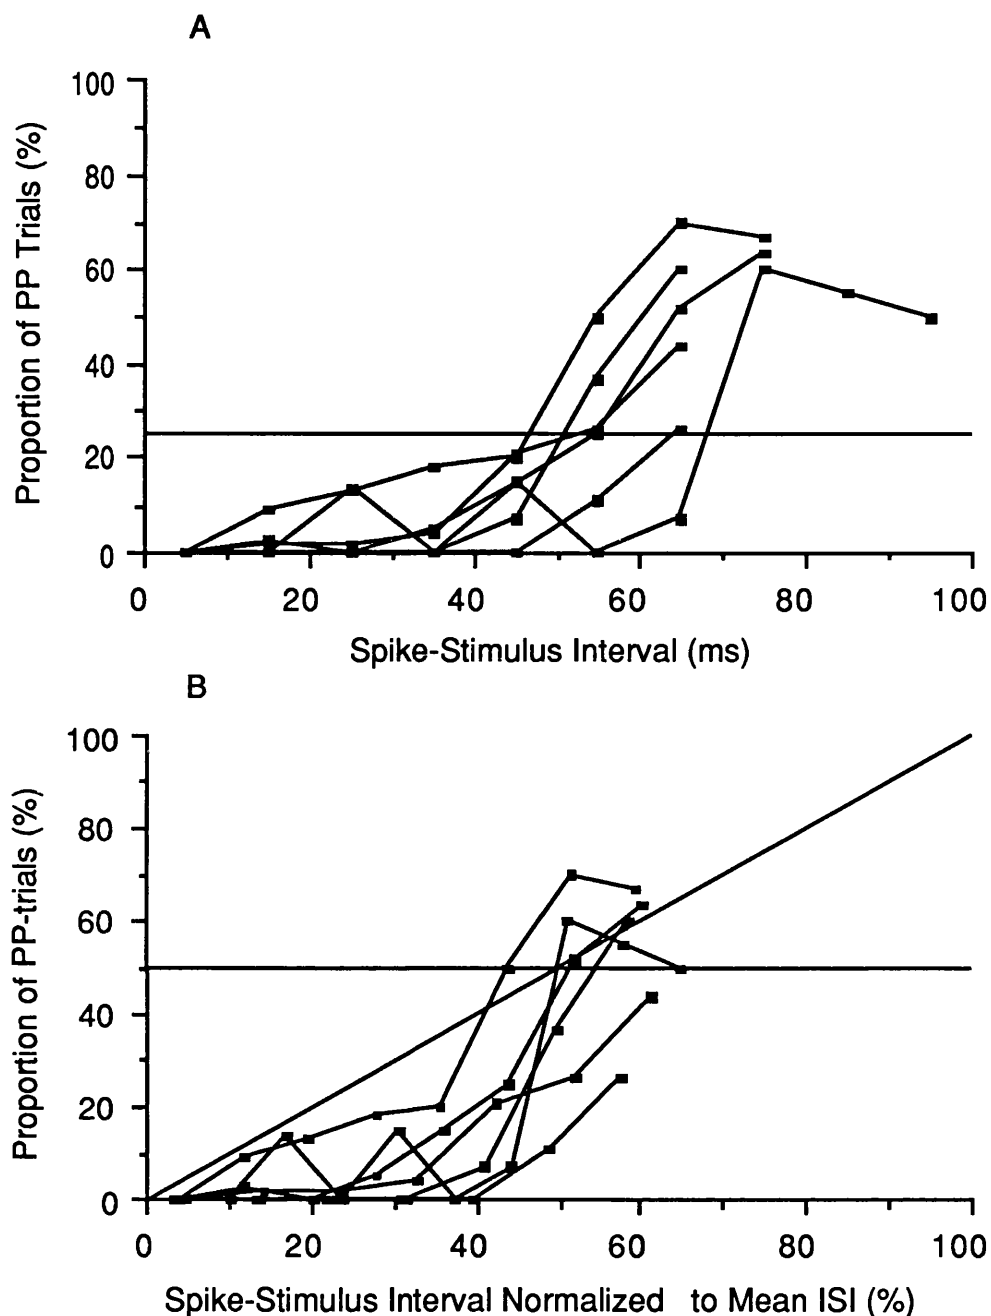 A
Proportion of PP Trials (%)
100
80
60
40
20
0
0 20 40 60 80 100
Spike-Stimulus Interval (ms)
B
Proportion of PP-trials (%)
100
80
60
40
20
0
0 20 40 60 80 100
Spike-Stimulus Interval Normalized to Mean ISI (%)